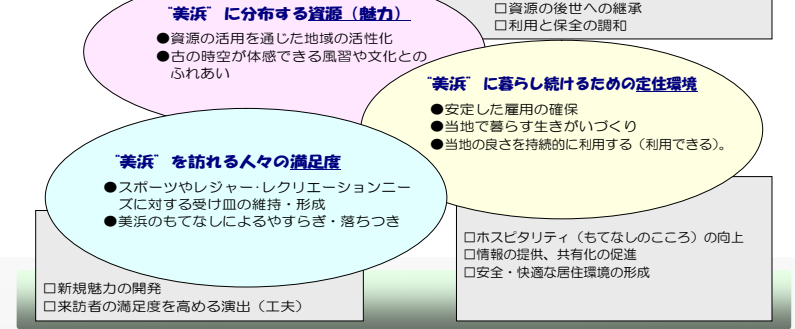 "美浜" に分布する資源（魅力）
●資源の活用を通じた地域の活性化
●古の時空が体感できる風習や文化との
ふれあい
□資源の後世への継承
□利用と保全の調和
"美浜" に暮らし続けるための定住環境
●安定した雇用の確保
●当地で暮らす生きがいづくり
●当地の良さを持続的に利用する（利用できる）。
"美浜" を訪れる人々の満足度
●スポーツやレジャー･レクリエーションニー
ズに対する受け皿の維持・形成
●美浜のもてなしによるやすらぎ・落ちつき
□ホスピタリティ（もてなしのこころ）の向上
□情報の提供、共有化の促進
□安全・快適な居住環境の形成
□新規魅力の開発
□来訪者の満足度を高める演出（工夫）